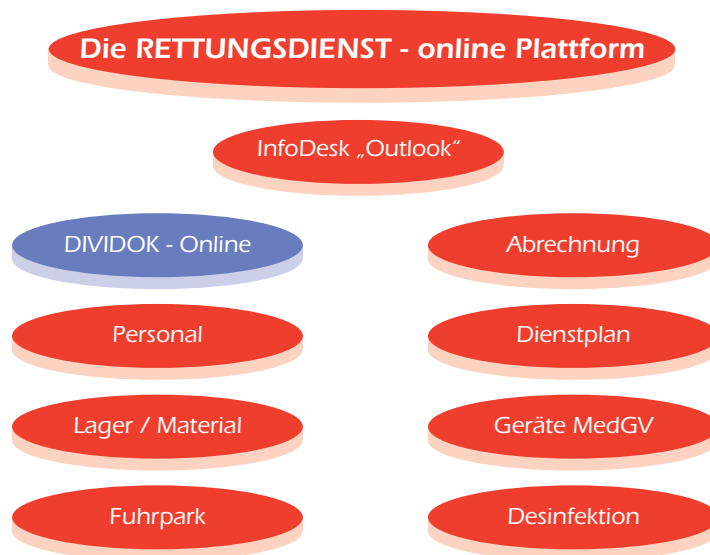 Die RETTUNGSDIENST - online Plattform
InfoDesk „Outlook“
DIVIDOK - Online
Abrechnung
Personal
Dienstplan
Lager / Material
Geräte MedGV
Fuhrpark
Desinfektion